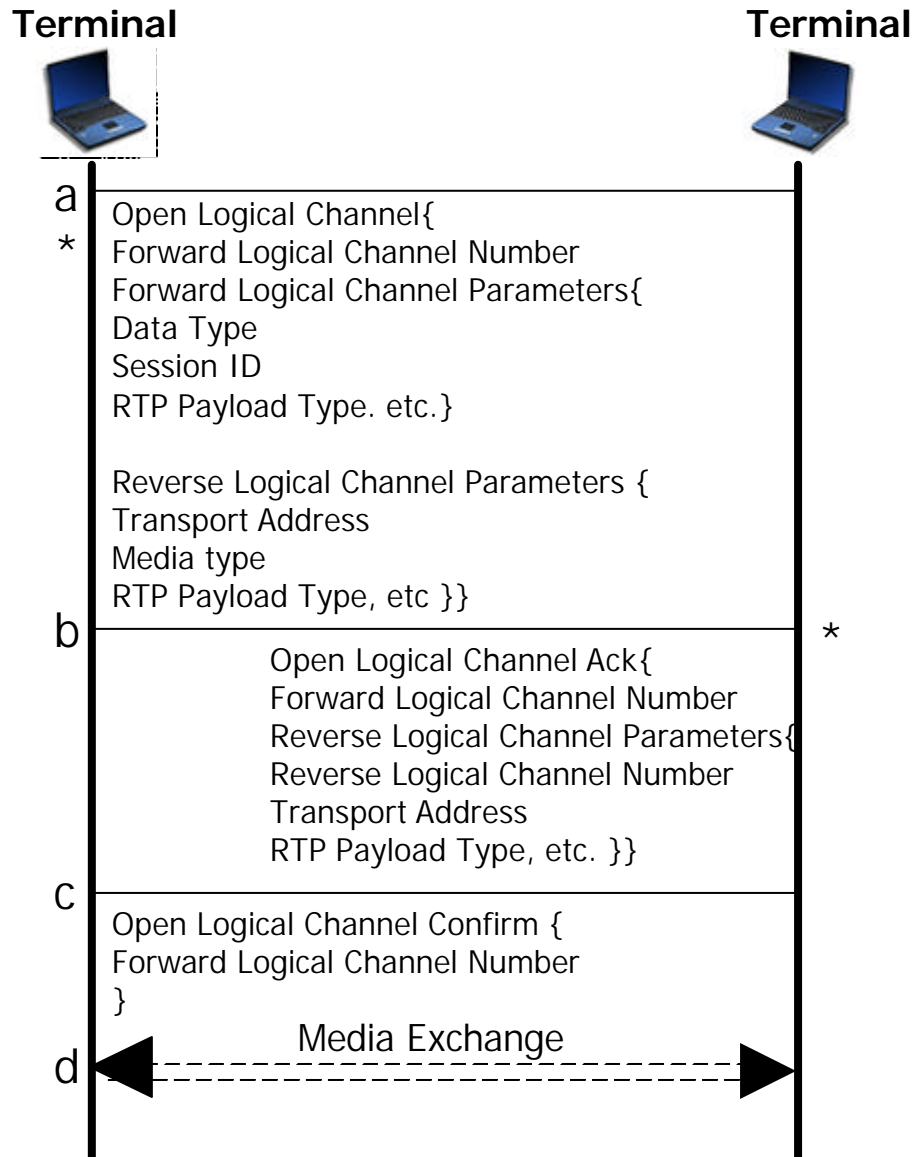 Terminal
Terminal
a
*
Open Logical Channel{
Forward Logical Channel Number
Forward Logical Channel Parameters{
Data Type
Session ID
RTP Payload Type. etc.}
Reverse Logical Channel Parameters {
Transport Address
Media type
RTP Payload Type, etc }}
b
*
Open Logical Channel Ack{
Forward Logical Channel Number
Reverse Logical Channel Parameters{
Reverse Logical Channel Number
Transport Address
RTP Payload Type, etc. }}
c
Open Logical Channel Confirm {
Forward Logical Channel Number
}
Media Exchange
d